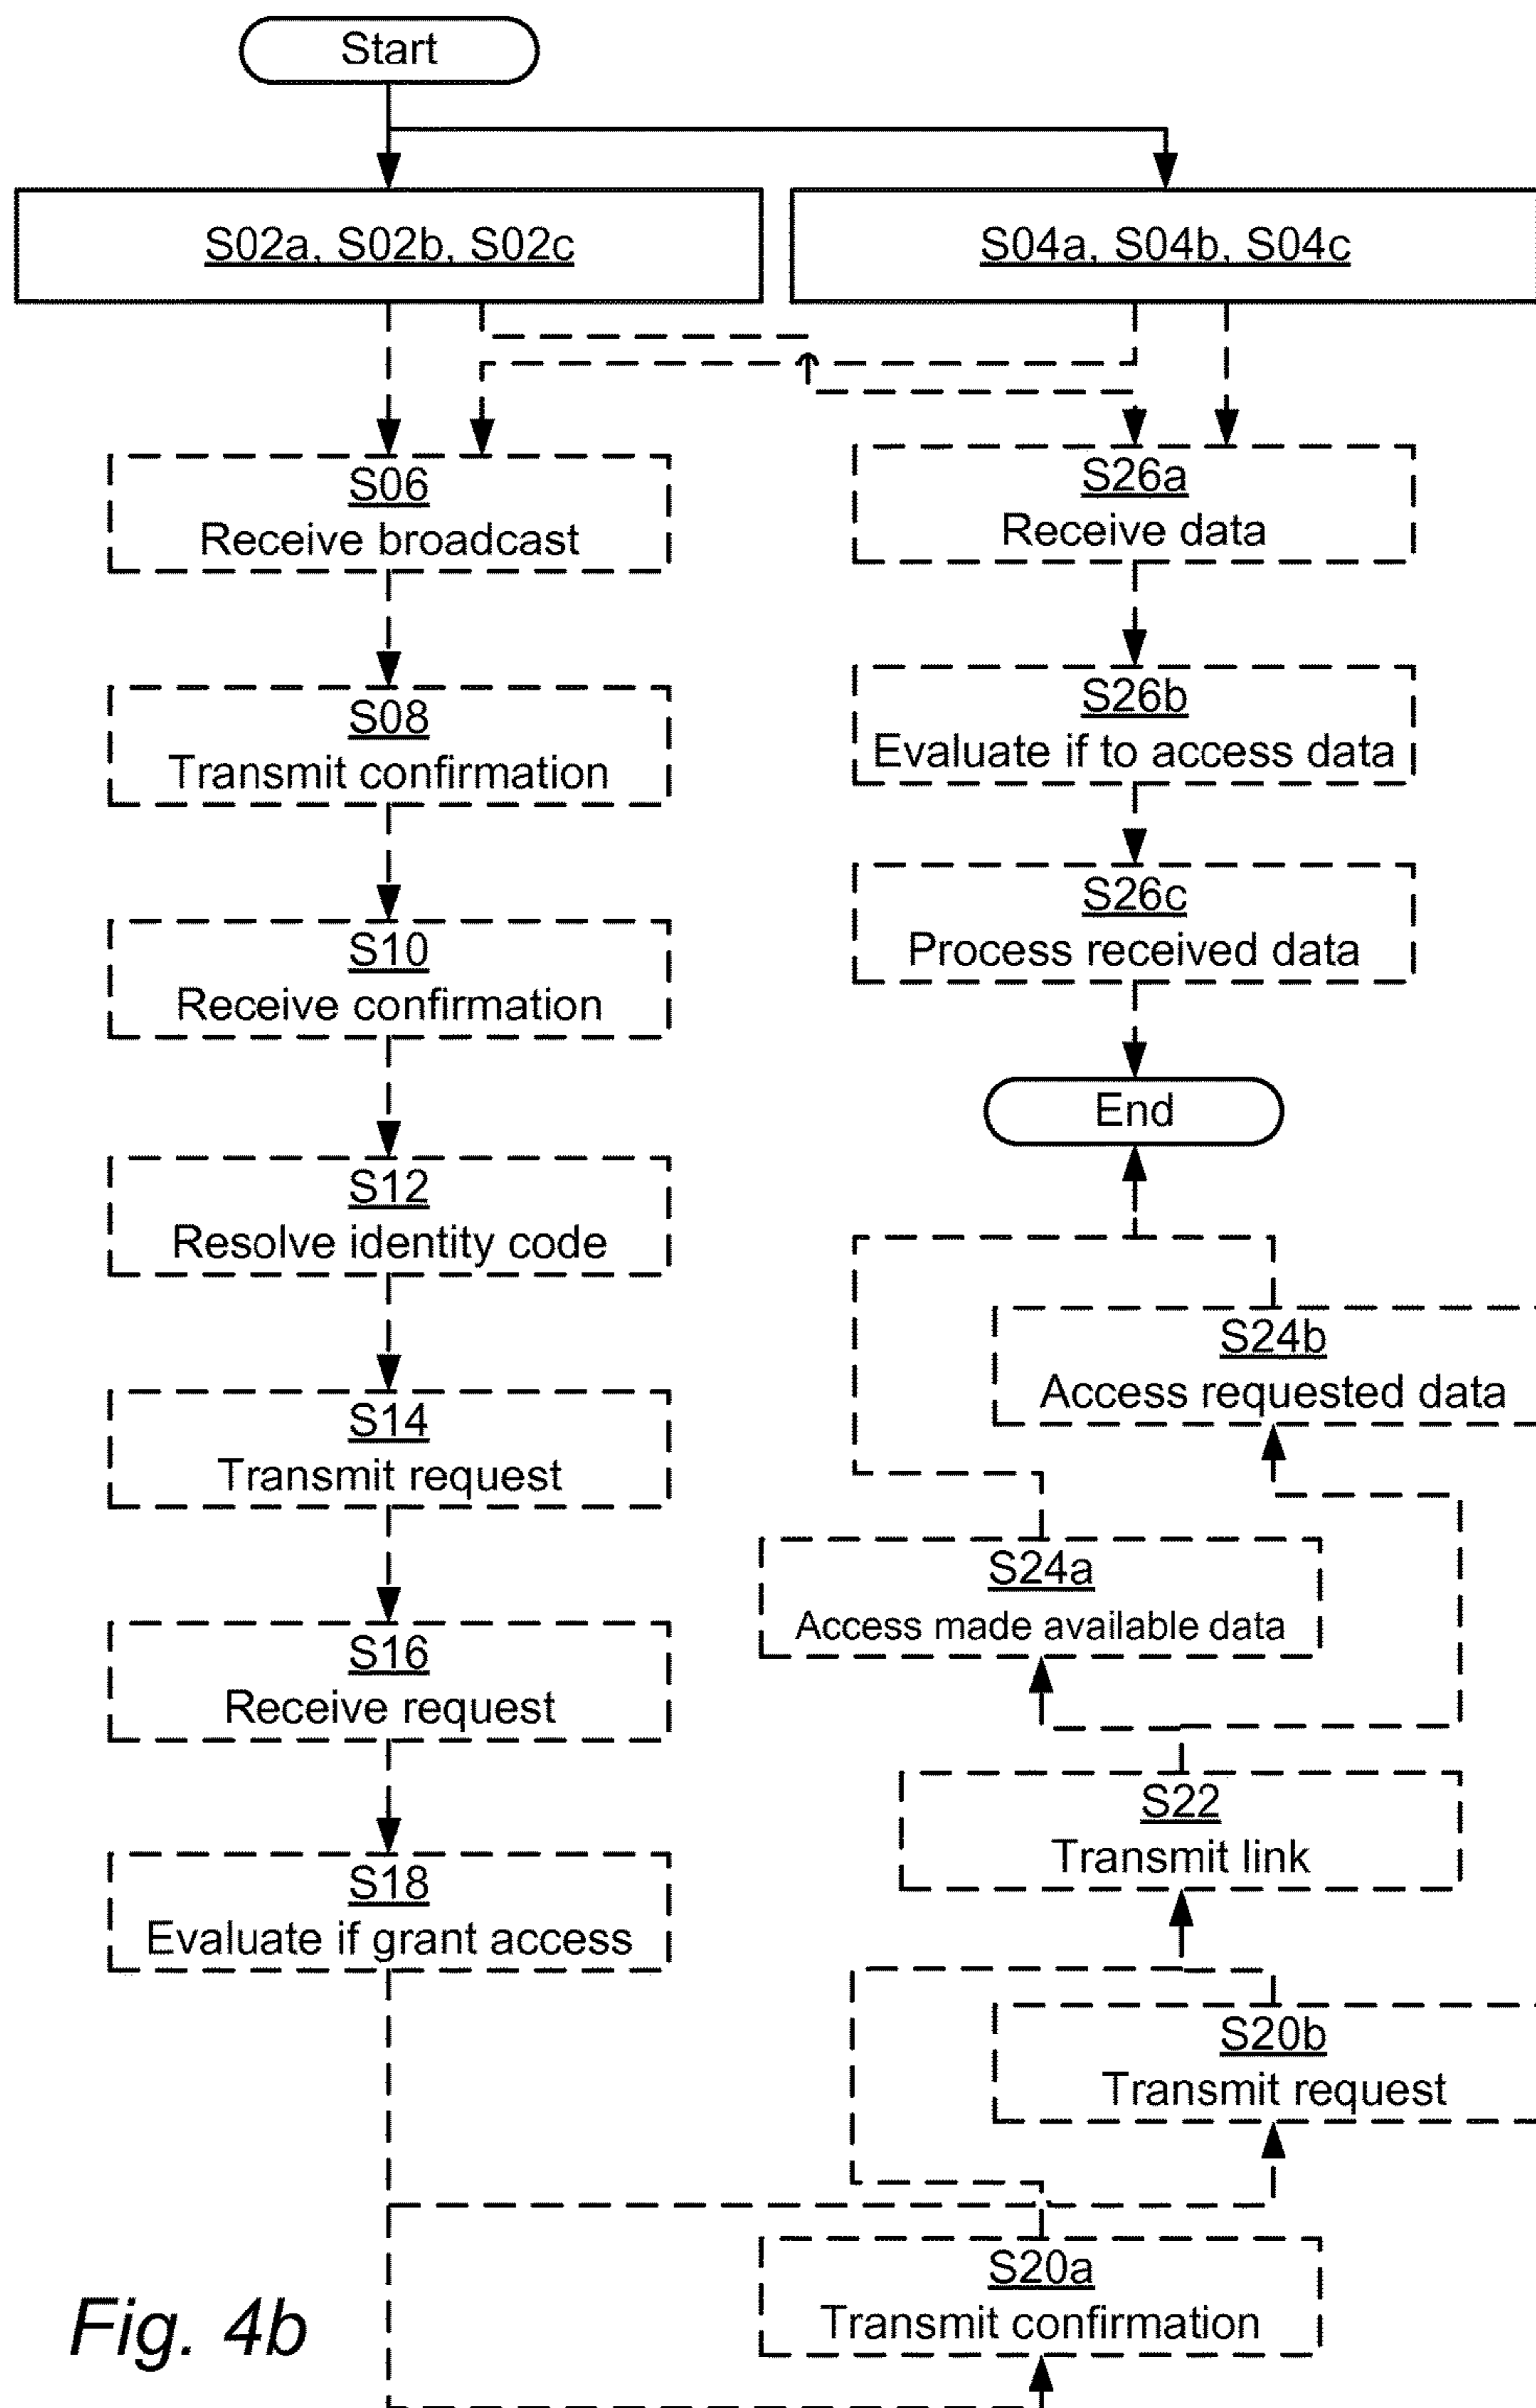 Start
S02a, S02b, S02c
S04a, S04b, S04c
S06
Receive broadcast
S08
Transmit confirmation
S10
Receive confirmation
S12
Resolve identity code
S14
Transmit request
S16
Receive request
S18
Evaluate if grant access
S26a
Receive data
S26b
Evaluate if to access data
S26c
Process received data
End
S24b
Access requested data
S24a
Access made available data
S22
Transmit link
S20b
Transmit request
S20a
Transmit confirmation
Fig. 4b